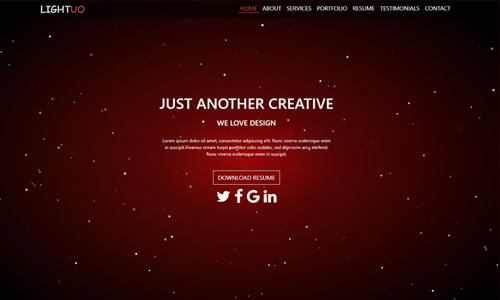 LIGHTUO
HOME ABOUT SERVICES PORTFOLIO RESUME TESTIMONIALS CONTACT
JUST ANOTHER CREATIVE
WE LOVE DESIGN
Lorem ipsum dolor sit amet, consectetur adipiscing elit. Nunc viverra scelerisque enim
in suscipit.Vivamus ornare turpis porttitor odio sodales, sed dignissim arcu eleifend.
Nunc viverra scelerisque enim in suscipit.
DOWNLOAD RESUME